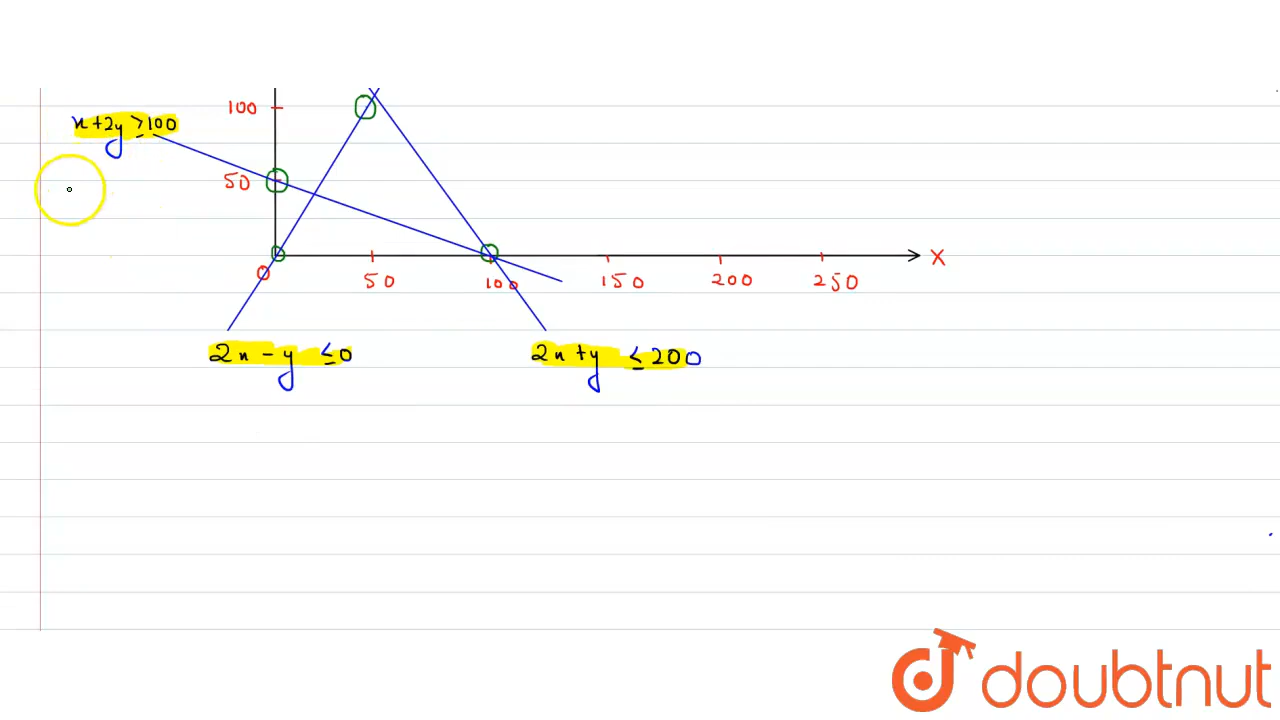 100
x+2y ≥100
50
0
50
100
150
200
250
X
2x - y ≤0
2x + y ≤ 200
doubtnut